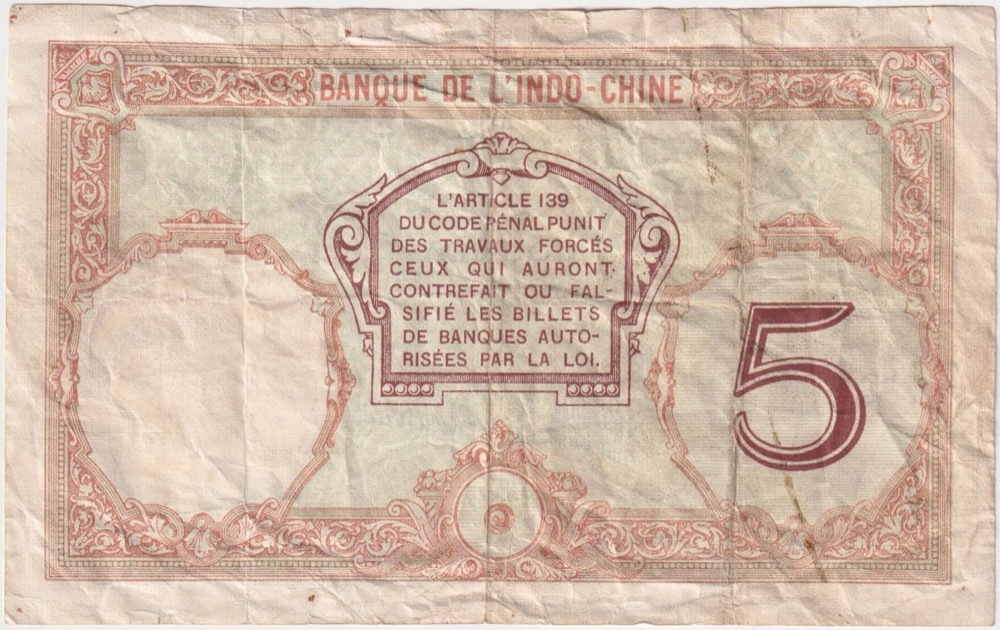 BANQUE DE L'INDO-CHINE
L'ARTICLE 139
DU CODE PÉNAL PUNIT
DES TRAVAUX FORCÉS
CEUX QUI AURONT
CONTREFAIT OU FAL-
SIFIÉ LES BILLETS
DE BANQUES AUTO-
RISÉES PAR LA LOI.
5